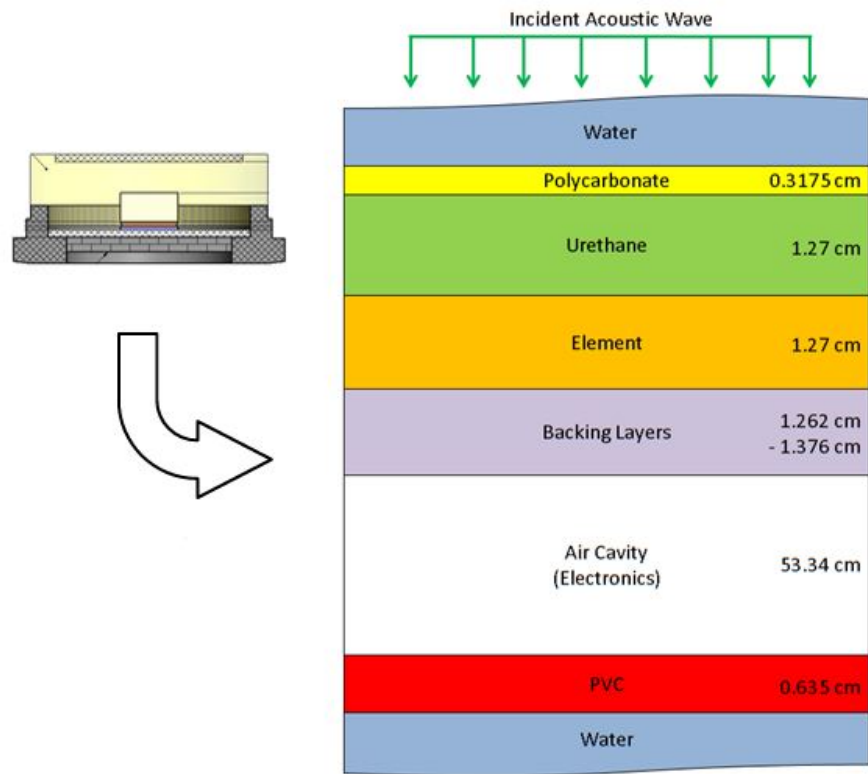 Incident Acoustic Wave
Water
Polycarbonate 0.3175 cm
Urethane 1.27 cm
Element 1.27 cm
Backing Layers 1.262 cm
- 1.376 cm
Air Cavity
(Electronics) 53.34 cm
PVC 0.635 cm
Water